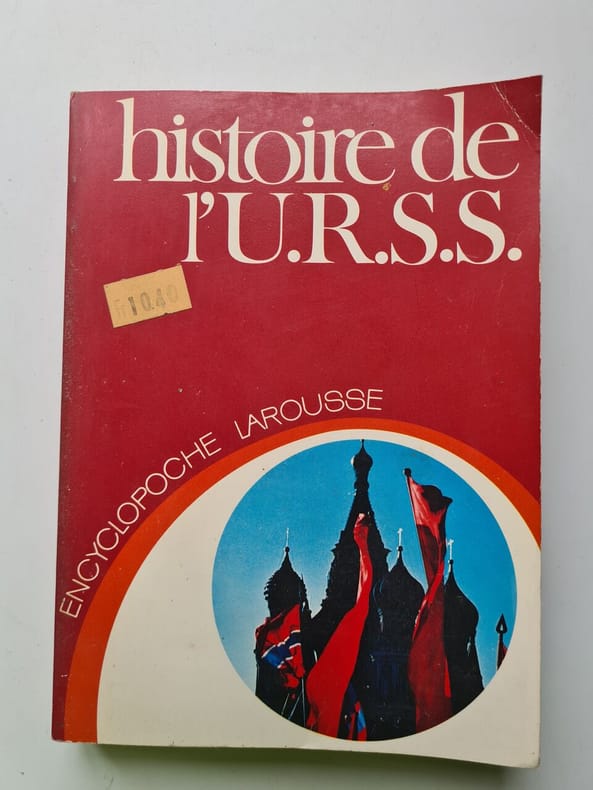 histoire de
l'U.R.S.S.
Fr 10.40
ENCYCLOPOCHE LAROUSSE